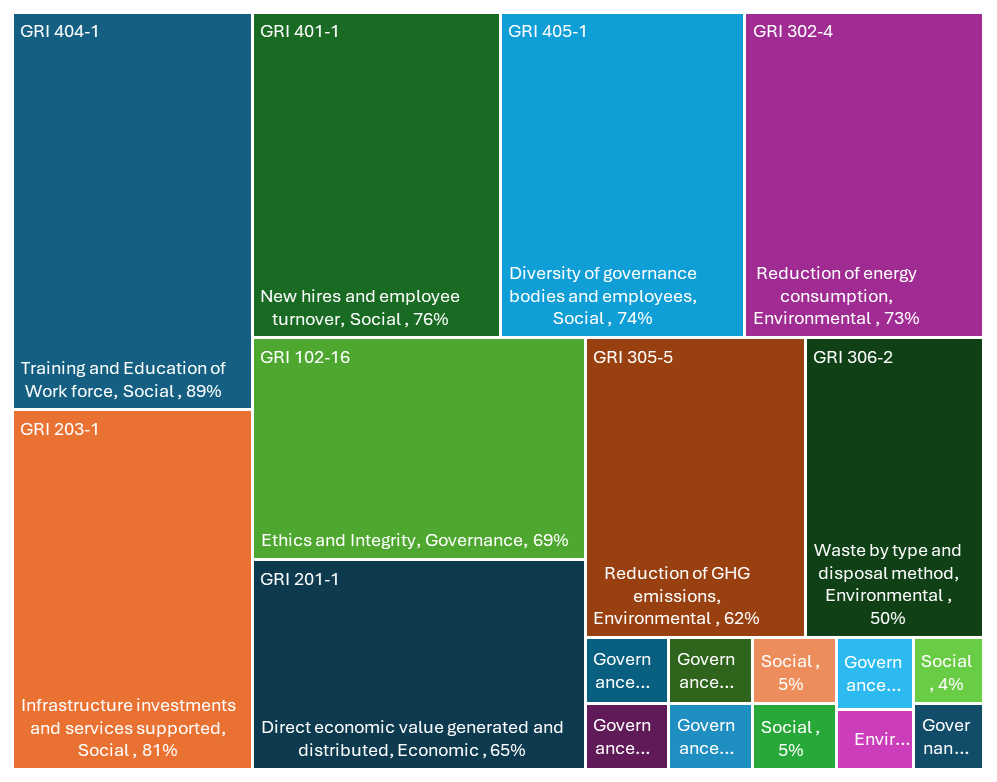 GRI 404-1
Training and Education of
Work force, Social , 89%
GRI 203-1
Infrastructure investments
and services supported,
Social , 81%
GRI 401-1
New hires and employee
turnover, Social , 76%
GRI 405-1
Diversity of governance
bodies and employees,
Social , 74%
GRI 302-4
Reduction of energy
consumption,
Environmental , 73%
GRI 102-16
Ethics and Integrity, Governance, 69%
GRI 201-1
Direct economic value generated and
distributed, Economic , 65%
GRI 305-5
Reduction of GHG
emissions,
Environmental , 62%
GRI 306-2
Waste by type and
disposal method,
Environmental ,
50%
Govern
ance...
Govern
ance...
Social ,
5%
Govern
ance...
Social
, 4%
Govern
ance...
Govern
ance...
Social ,
5%
Envir...
Gover
nan...